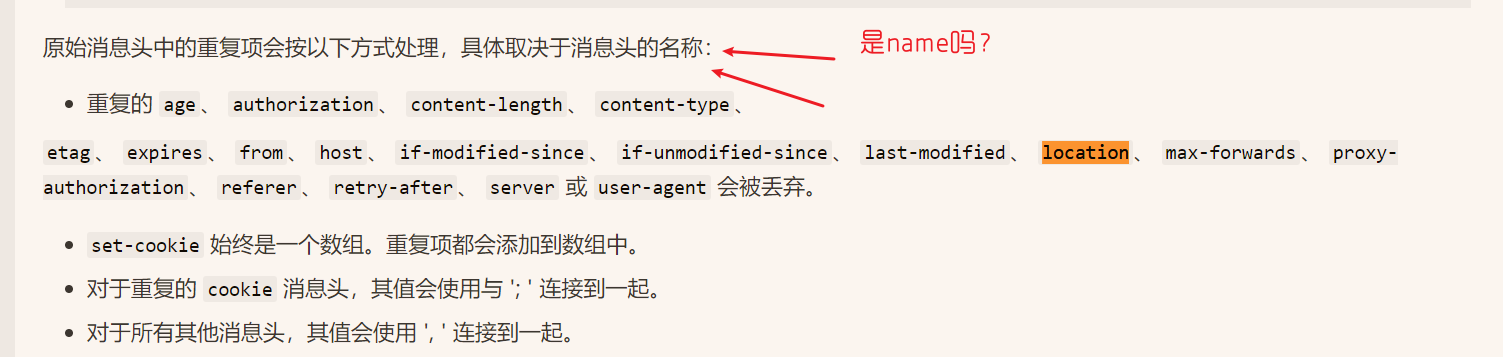 原始消息头中的重复项会按以下方式处理，具体取决于消息头的名称：
是name吗？
重复的 age、 authorization、 content-length、 content-type、
etag、 expires、 from、 host、 if-modified-since、 if-unmodified-since、 last-modified、 location、 max-forwards、 proxy-
authorization、 referer、 retry-after、 server 或 user-agent 会被丢弃。
set-cookie 始终是一个数组。重复项都会添加到数组中。
对于重复的 cookie 消息头，其值会使用与 '; ' 连接到一起。
对于所有其他消息头，其值会使用 ', ' 连接到一起。